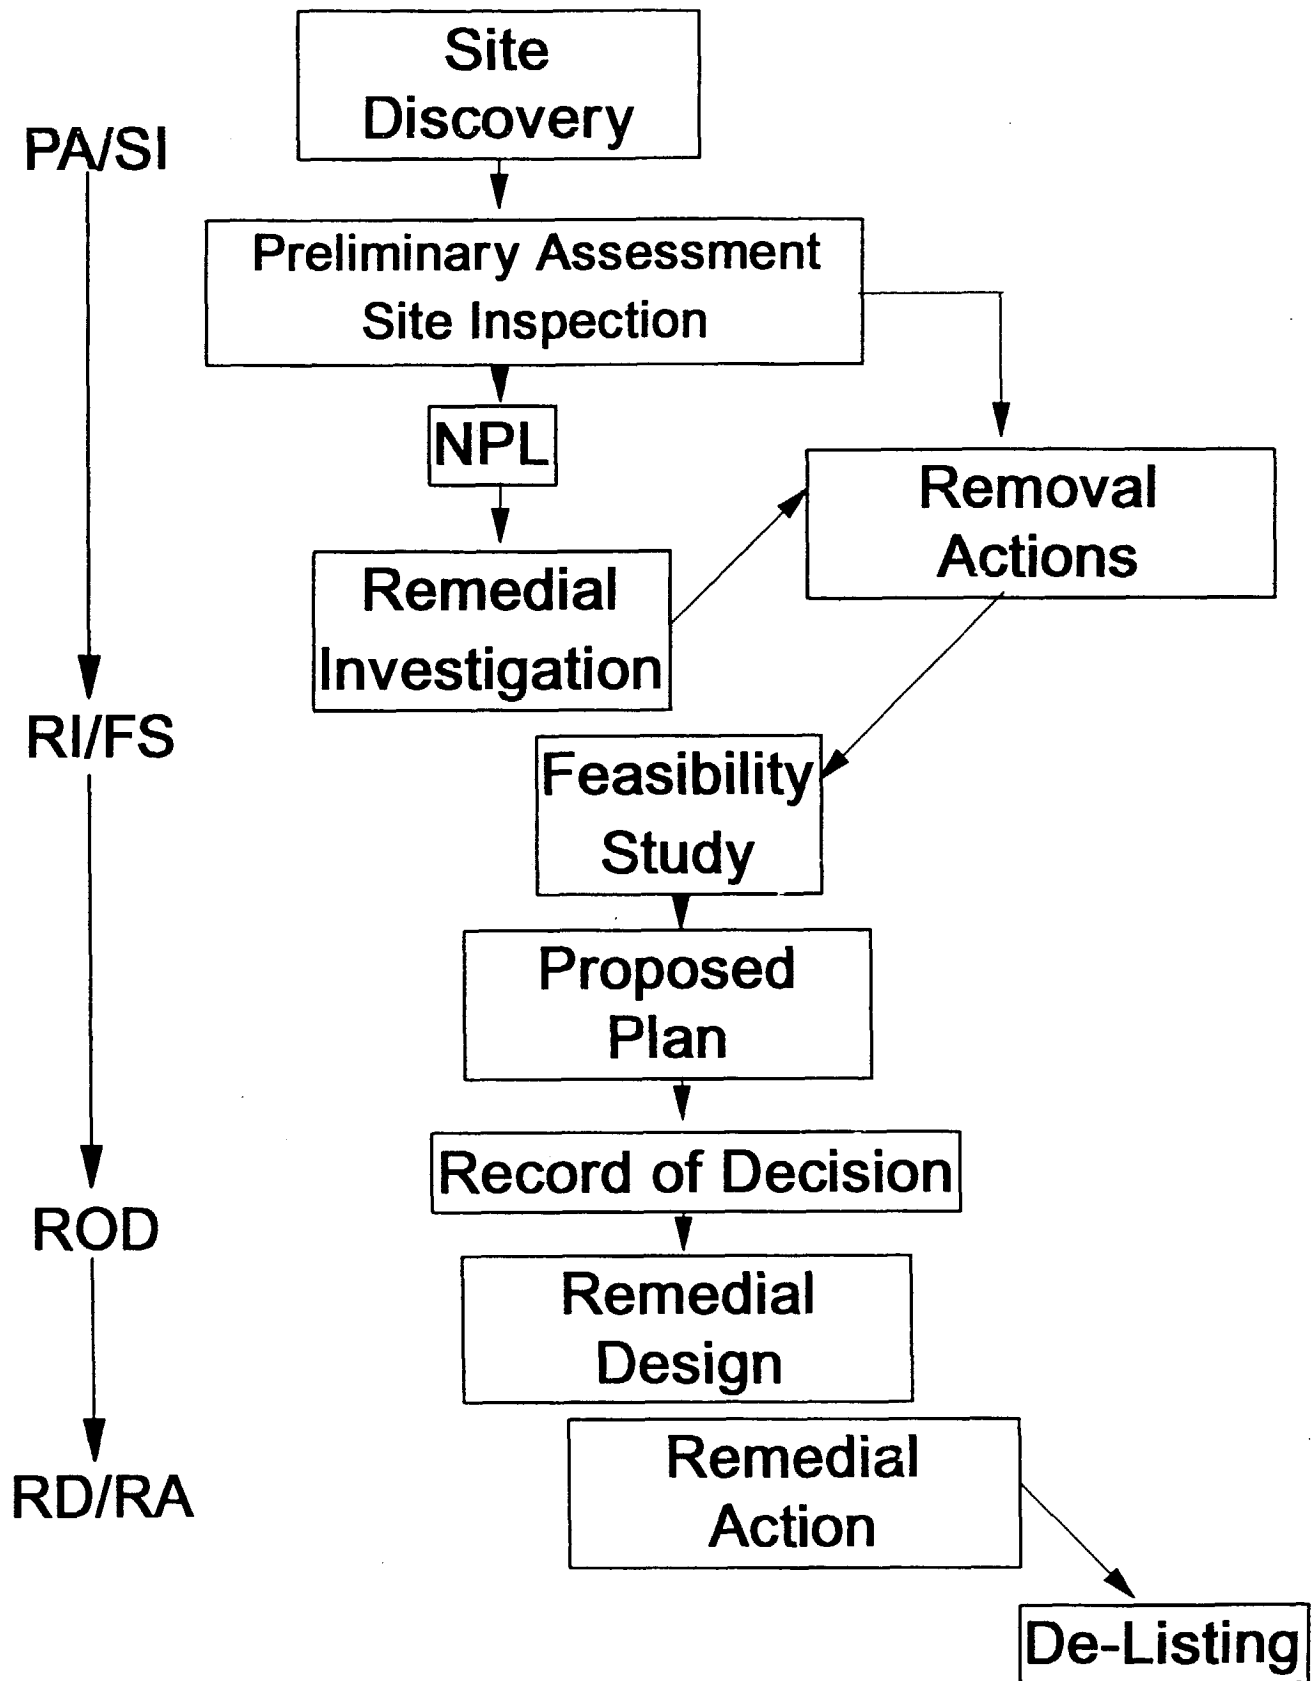 Site
Discovery
PA/SI
Preliminary Assessment
Site Inspection
NPL
Removal
Actions
Remedial
Investigation
RI/FS
Feasibility
Study
Proposed
Plan
Record of Decision
ROD
Remedial
Design
Remedial
Action
RD/RA
De-Listing